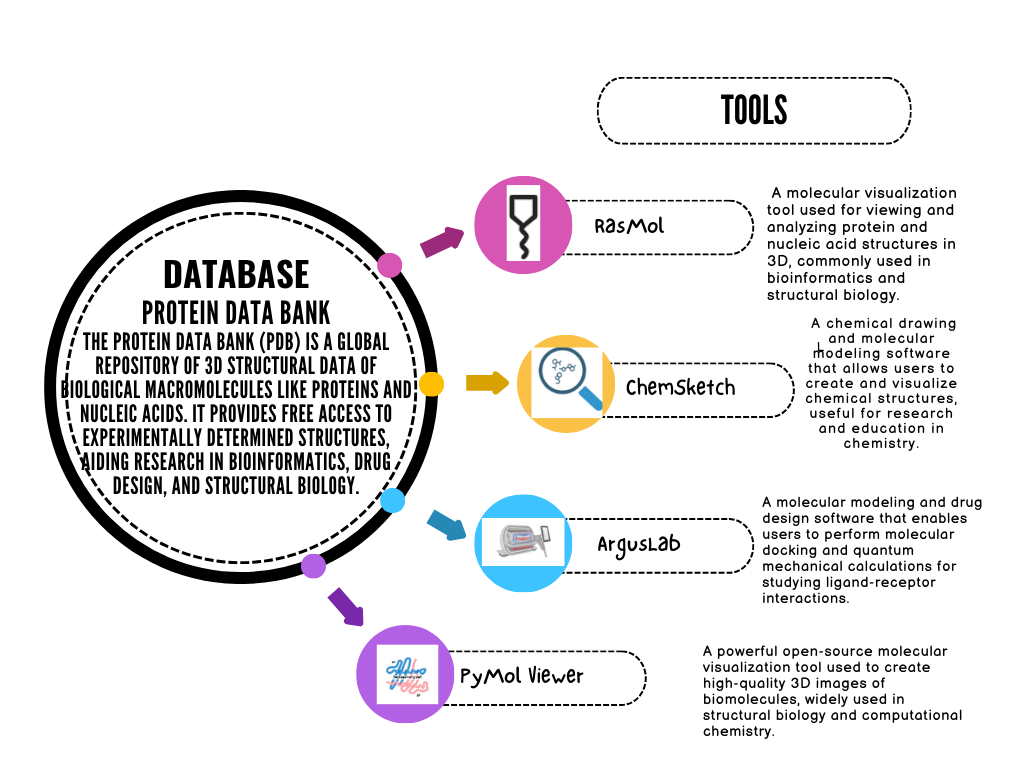 TOOLS
DATABASE
PROTEIN DATA BANK
THE PROTEIN DATA BANK (PDB) IS A GLOBAL
REPOSITORY OF 3D STRUCTURAL DATA OF
BIOLOGICAL MACROMOLECULES LIKE PROTEINS AND
NUCLEIC ACIDS. IT PROVIDES FREE ACCESS TO
EXPERIMENTALLY DETERMINED STRUCTURES,
AIDING RESEARCH IN BIOINFORMATICS, DRUG
DESIGN, AND STRUCTURAL BIOLOGY.
RasMol
A molecular visualization
tool used for viewing and
analyzing protein and
nucleic acid structures in
3D, commonly used in
bioinformatics and
structural biology.
ChemSketch
A chemical drawing
and molecular
modeling software
that allows users to
create and visualize
chemical structures,
useful for research
and education in
chemistry.
ArgusLab
A molecular modeling and drug
design software that enables
users to perform molecular
docking and quantum
mechanical calculations for
studying ligand-receptor
interactions.
PyMol Viewer
A powerful open-source molecular
visualization tool used to create
high-quality 3D images of
biomolecules, widely used in
structural biology and computational
chemistry.